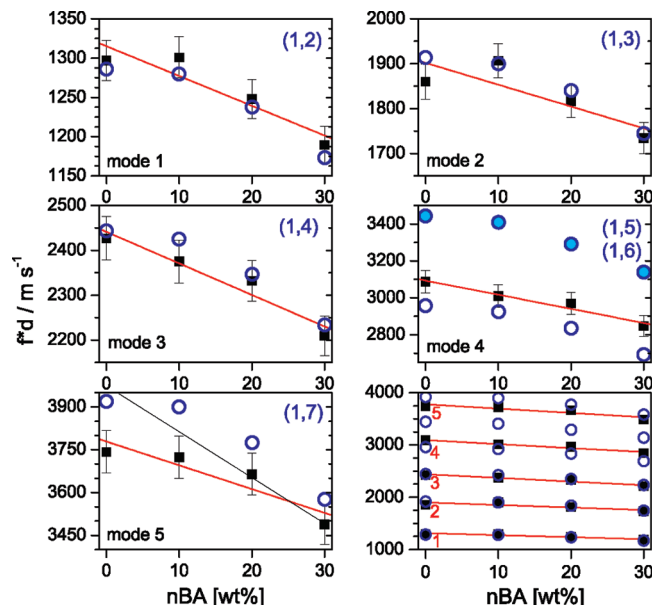 1350
1300
1250
1200
1150
(1,2)
mode 1
0 10 20 30
2000
1900
1800
1700
(1,3)
mode 2
0 10 20 30
2500
2400
2300
2200
(1,4)
mode 3
0 10 20 30
3400
3200
3000
2800
(1,5)
(1,6)
mode 4
0 10 20 30
f*d / m s⁻¹
3900
3750
3600
3450
(1,7)
mode 5
0 10 20 30
nBA [wt%]
4000
3000
2000
1000
5
4
3
2
1
0 10 20 30
nBA [wt%]